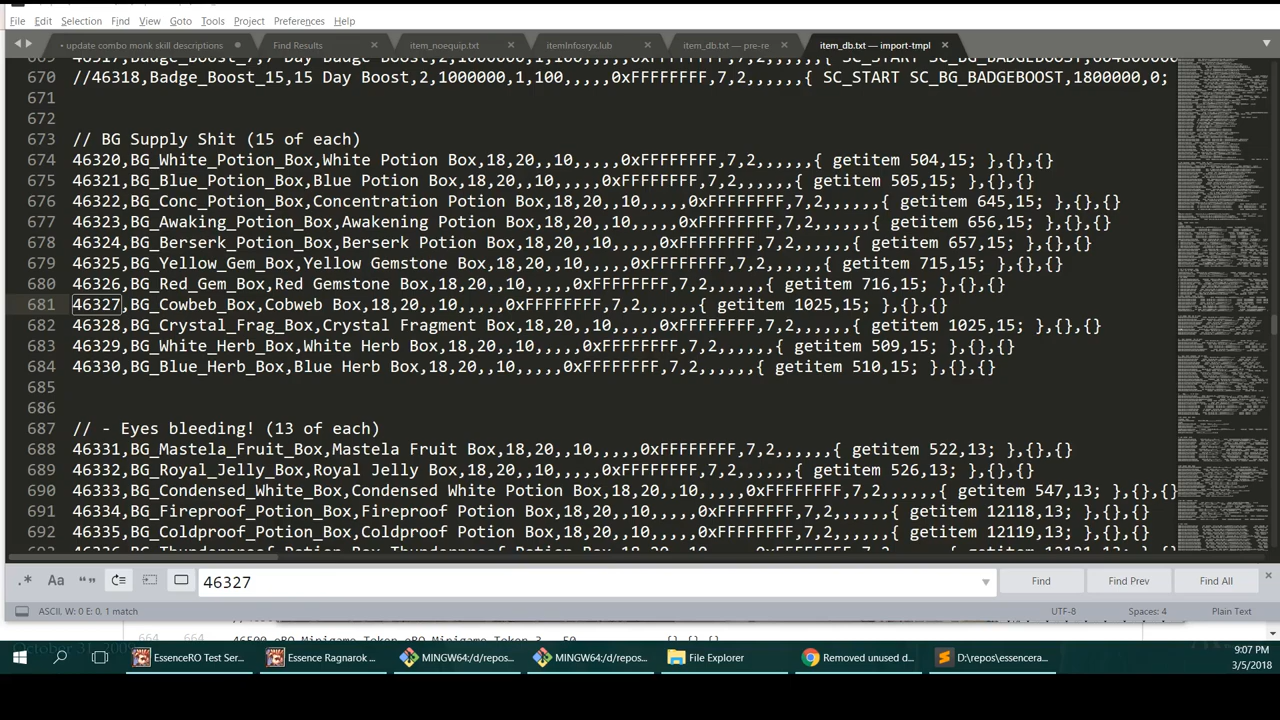 File Edit Selection Find View Goto Tools Project Preferences Help
update combo monk skill descriptions Find Results item_noequip.txt itemInfosryx.lub item_db.txt — pre-re item_db.txt — import-tmpl
670 //46318,Badge_Boost_15,15 Day Boost,2,1000000,1,100,,,,,0xFFFFFFFF,7,2,,,,,,{ SC_START SC_BG_BADGEBOOST,1800000,0;
671
672
673 // BG Supply Shit (15 of each)
674 46320,BG_White_Potion_Box,White Potion Box,18,20,,10,,,,,0xFFFFFFFF,7,2,,,,,,{ getitem 504,15; },{},{}
675 46321,BG_Blue_Potion_Box,Blue Potion Box,18,20,,10,,,,,0xFFFFFFFF,7,2,,,,,,{ getitem 505,15; },{},{}
676 46322,BG_Conc_Potion_Box,Concentration Potion Box,18,20,,10,,,,,0xFFFFFFFF,7,2,,,,,,{ getitem 645,15; },{},{}
677 46323,BG_Awaking_Potion_Box,Awakening Potion Box,18,20,,10,,,,,0xFFFFFFFF,7,2,,,,,,{ getitem 656,15; },{},{}
678 46324,BG_Berserk_Potion_Box,Berserk Potion Box,18,20,,10,,,,,0xFFFFFFFF,7,2,,,,,,{ getitem 657,15; },{},{}
679 46325,BG_Yellow_Gem_Box,Yellow Gemstone Box,18,20,,10,,,,,0xFFFFFFFF,7,2,,,,,,{ getitem 715,15; },{},{}
680 46326,BG_Red_Gem_Box,Red Gemstone Box,18,20,,10,,,,,0xFFFFFFFF,7,2,,,,,,{ getitem 716,15; },{},{}
681 46327,BG_Cowbeb_Box,Cobweb Box,18,20,,10,,,,,0xFFFFFFFF,7,2,,,,,,{ getitem 1025,15; },{},{}
682 46328,BG_Crystal_Frag_Box,Crystal Fragment Box,18,20,,10,,,,,0xFFFFFFFF,7,2,,,,,,{ getitem 1075,15; },{},{}
683 46329,BG_White_Herb_Box,White Herb Box,18,20,,10,,,,,0xFFFFFFFF,7,2,,,,,,{ getitem 509,15; },{},{}
684 46330,BG_Blue_Herb_Box,Blue Herb Box,18,20,,10,,,,,0xFFFFFFFF,7,2,,,,,,{ getitem 510,15; },{},{}
685
686
687 // - Eyes bleeding! (13 of each)
688 46331,BG_Mastela_Fruit_Box,Mastela Fruit Box,18,20,,10,,,,,0xFFFFFFFF,7,2,,,,,,{ getitem 522,13; },{},{}
689 46332,BG_Royal_Jelly_Box,Royal Jelly Box,18,20,,10,,,,,0xFFFFFFFF,7,2,,,,,,{ getitem 526,13; },{},{}
690 46333,BG_Condensed_White_Box,Condensed White Potion Box,18,20,,10,,,,,0xFFFFFFFF,7,2,,,,,,{ getitem 547,13; },{},{}
691 46334,BG_Fireproof_Potion_Box,Fireproof Potion Box,18,20,,10,,,,,0xFFFFFFFF,7,2,,,,,,{ getitem 12118,13; },{},{}
692 46335,BG_Coldproof_Potion_Box,Coldproof Potion Box,18,20,,10,,,,,0xFFFFFFFF,7,2,,,,,,{ getitem 12119,13; },{},{}
.* Aa “” 46327 Find Find Prev Find All
ASCII. W: 0 E: 0, 1 match UTF-8 Spaces: 4 Plain Text
664 664
EssenceRO Test Ser... Essence Ragnarok ... MINGW64:/d/repos... MINGW64:/d/repos... File Explorer Removed unused d... D:\repos\essencera...
9:07 PM
3/5/2018